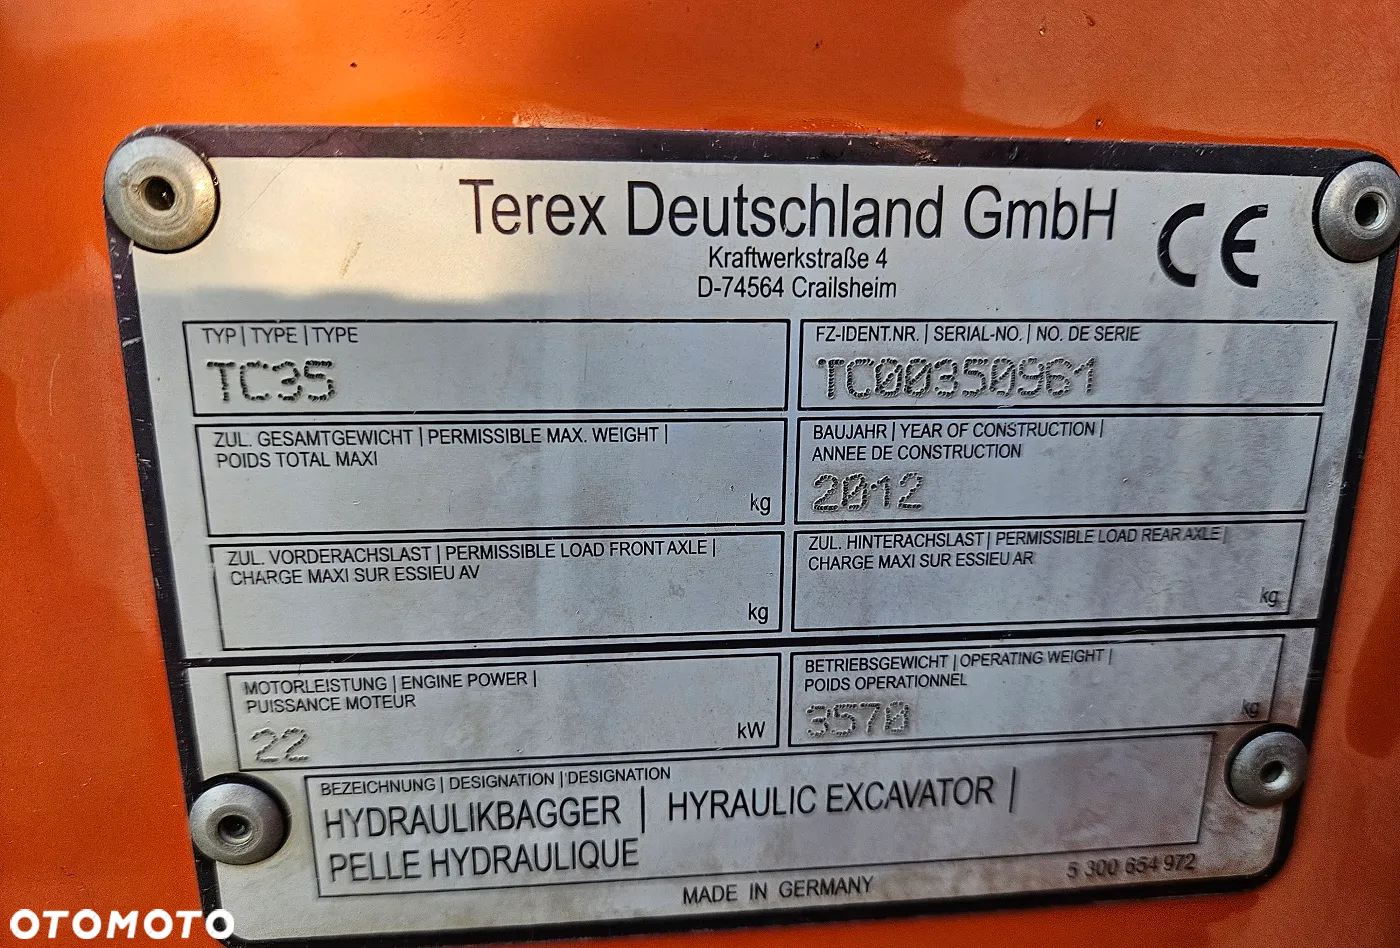 Terex Deutschland GmbH CE
Kraftwerkstraße 4
D-74564 Crailsheim
TYP | TYPE | TYPE
TC35
FZ-IDENT.NR. | SERIAL-NO. | NO. DE SERIE
TC00350961
ZUL. GESAMTGEWICHT | PERMISSIBLE MAX. WEIGHT |
POIDS TOTAL MAXI
kg
BAUJAHR | YEAR OF CONSTRUCTION |
ANNEE DE CONSTRUCTION
2012
ZUL. VORDERACHSLAST | PERMISSIBLE LOAD FRONT AXLE |
CHARGE MAXI SUR ESSIEU AV
kg
ZUL. HINTERACHSLAST | PERMISSIBLE LOAD REAR AXLE |
CHARGE MAXI SUR ESSIEU AR
kg
MOTORLEISTUNG | ENGINE POWER |
PUISSANCE MOTEUR
22 kW
BETRIEBSGEWICHT | OPERATING WEIGHT |
POIDS OPERATIONNEL
3570 kg
BEZEICHNUNG | DESIGNATION | DESIGNATION
HYDRAULIKBAGGER | HYRAULIC EXCAVATOR |
PELLE HYDRAULIQUE
MADE IN GERMANY
5 300 654 972
OTOMOTO